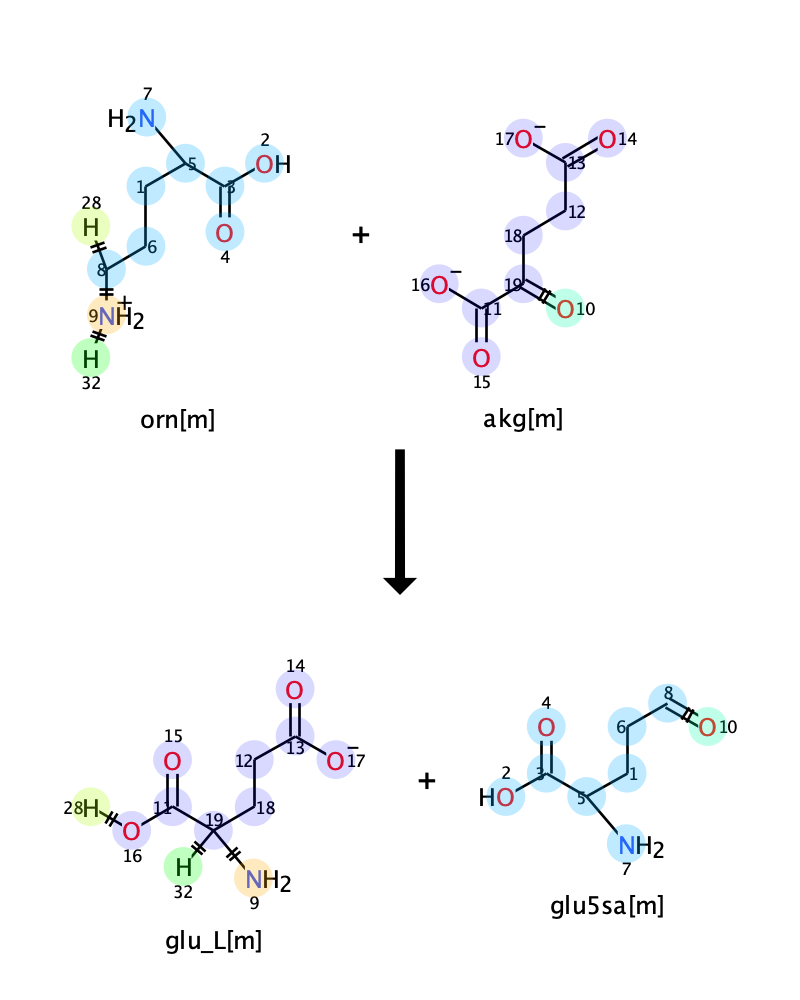 7
H₂N
2
5
OH
1
3
28
H
O
4
6
8
+
9NH₂
H
32
orn[m]
+
17O⁻
O14
13
12
18
16O⁻
19
11
O10
O
15
akg[m]
14
O
15
O
12
13
O⁻17
28H
11
19
18
O
16
H
32
NH₂
9
glu_L[m]
+
4
O
8
6
O10
2
HO
3
5
1
NH₂
7
glu5sa[m]